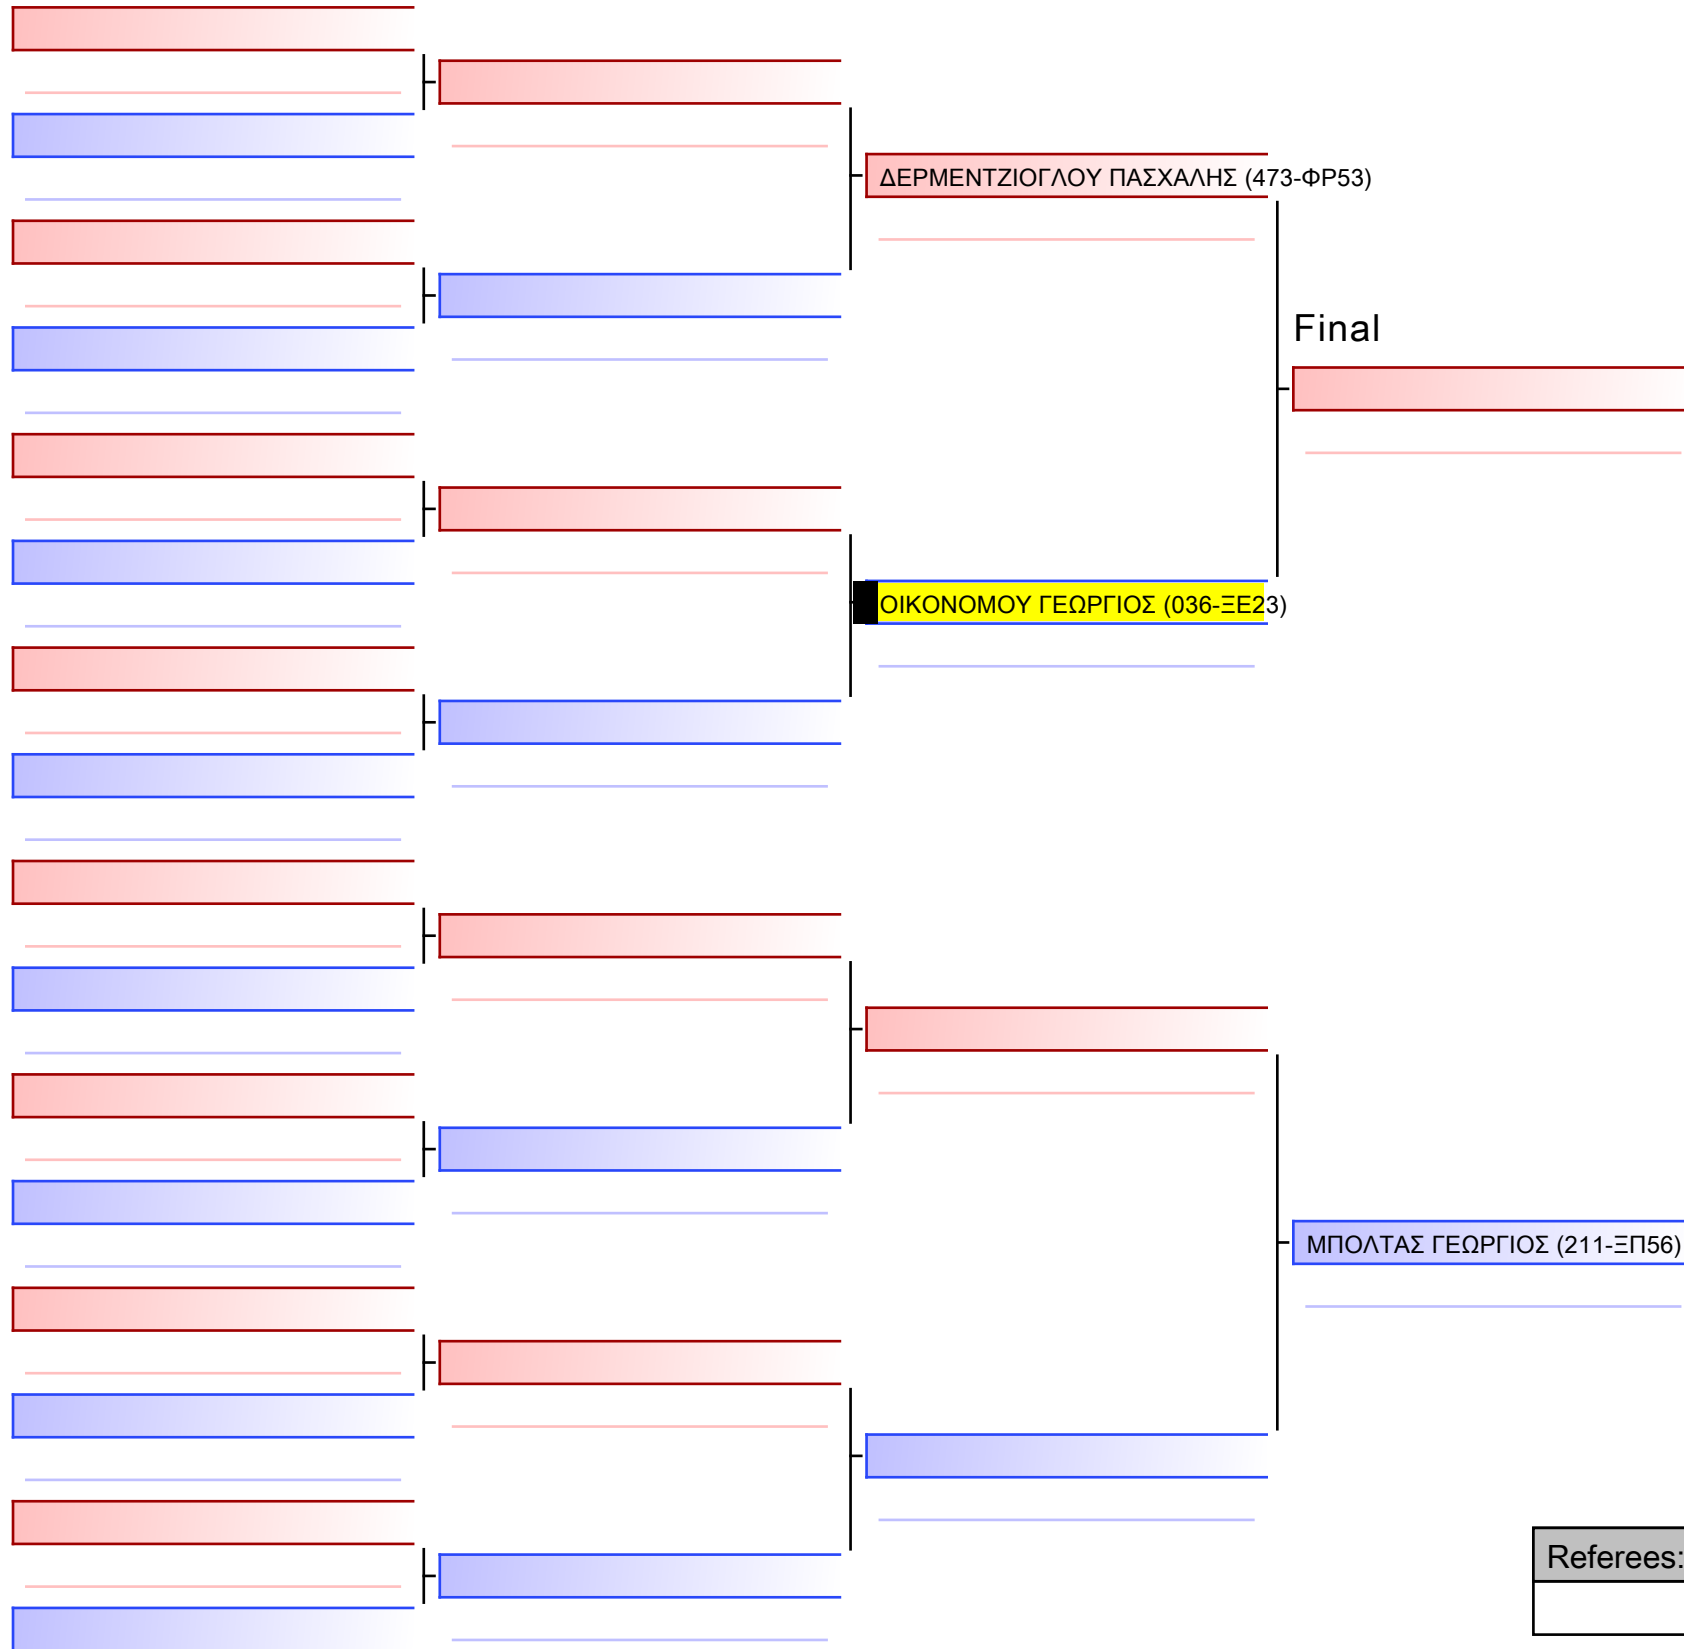 ΔΕΡΜΕΝΤΖΙΟΓΛΟΥ ΠΑΣΧΑΛΗΣ (473-ΦΡ53)
Final
ΟΙΚΟΝΟΜΟΥ ΓΕΩΡΓΙΟΣ (036-ΞΕ23)
ΜΠΟΛΤΑΣ ΓΕΩΡΓΙΟΣ (211-ΞΠ56)
Referees: